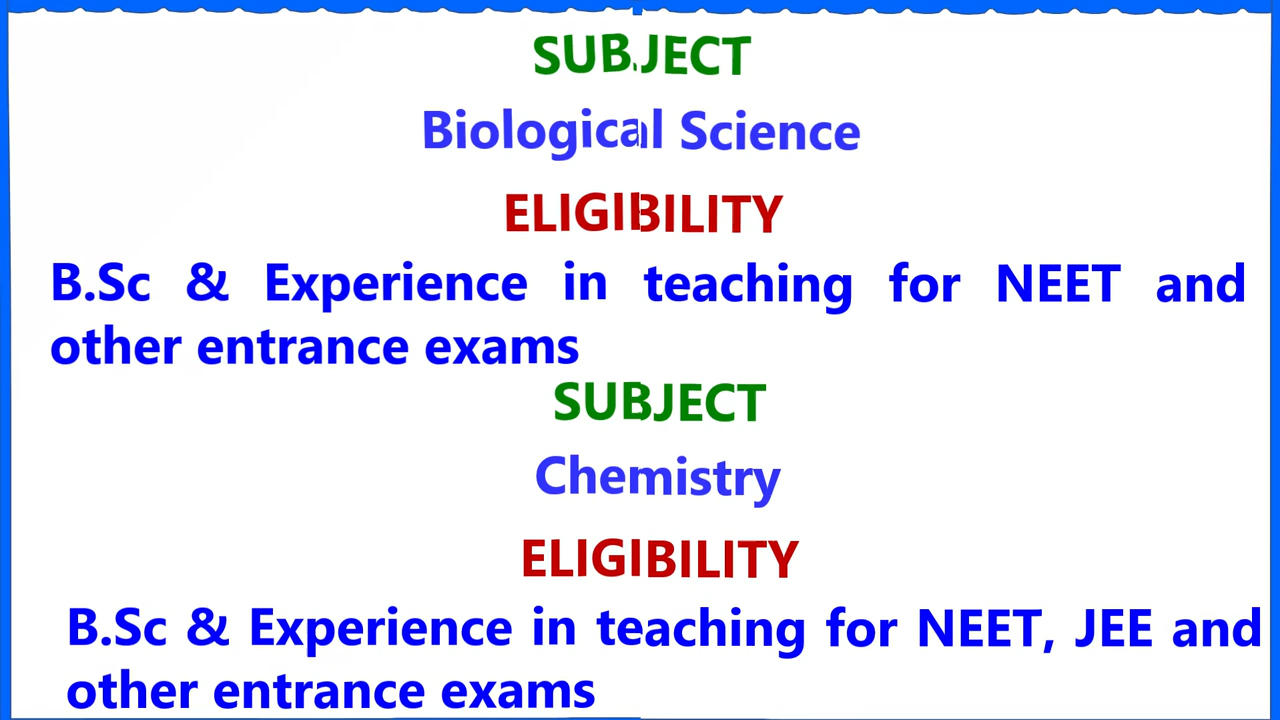 SUBJECT
Biological Science
ELIGIBILITY
B.Sc & Experience in teaching for NEET and
other entrance exams
SUBJECT
Chemistry
ELIGIBILITY
B.Sc & Experience in teaching for NEET, JEE and
other entrance exams